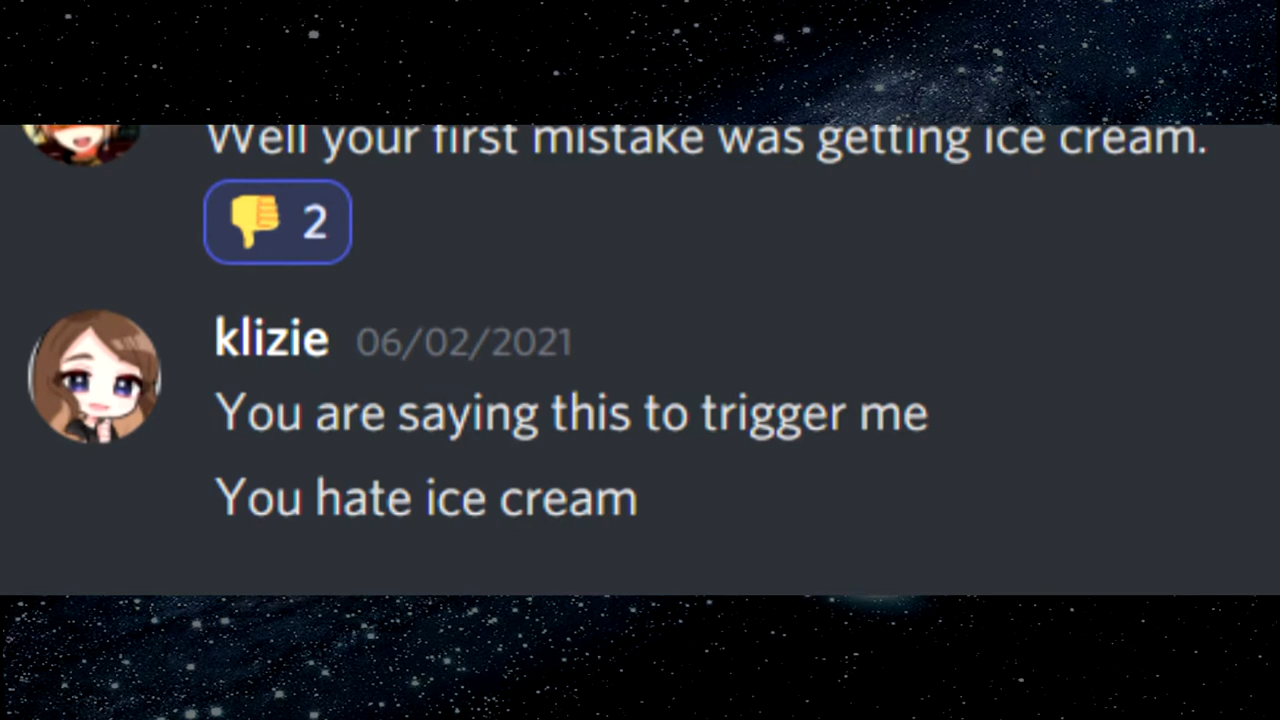 Well your first mistake was getting ice cream.
👎 2
klizie 06/02/2021
You are saying this to trigger me
You hate ice cream